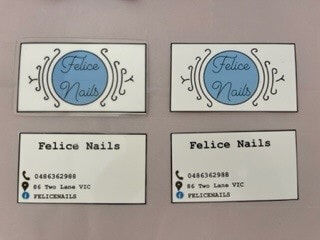 Felice
Nails
Felice
Nails
Felice Nails
0486362988
86 Two Lane VIC
FELICENAILS
Felice Nails
0486362988
86 Two Lane VIC
FELICENAILS